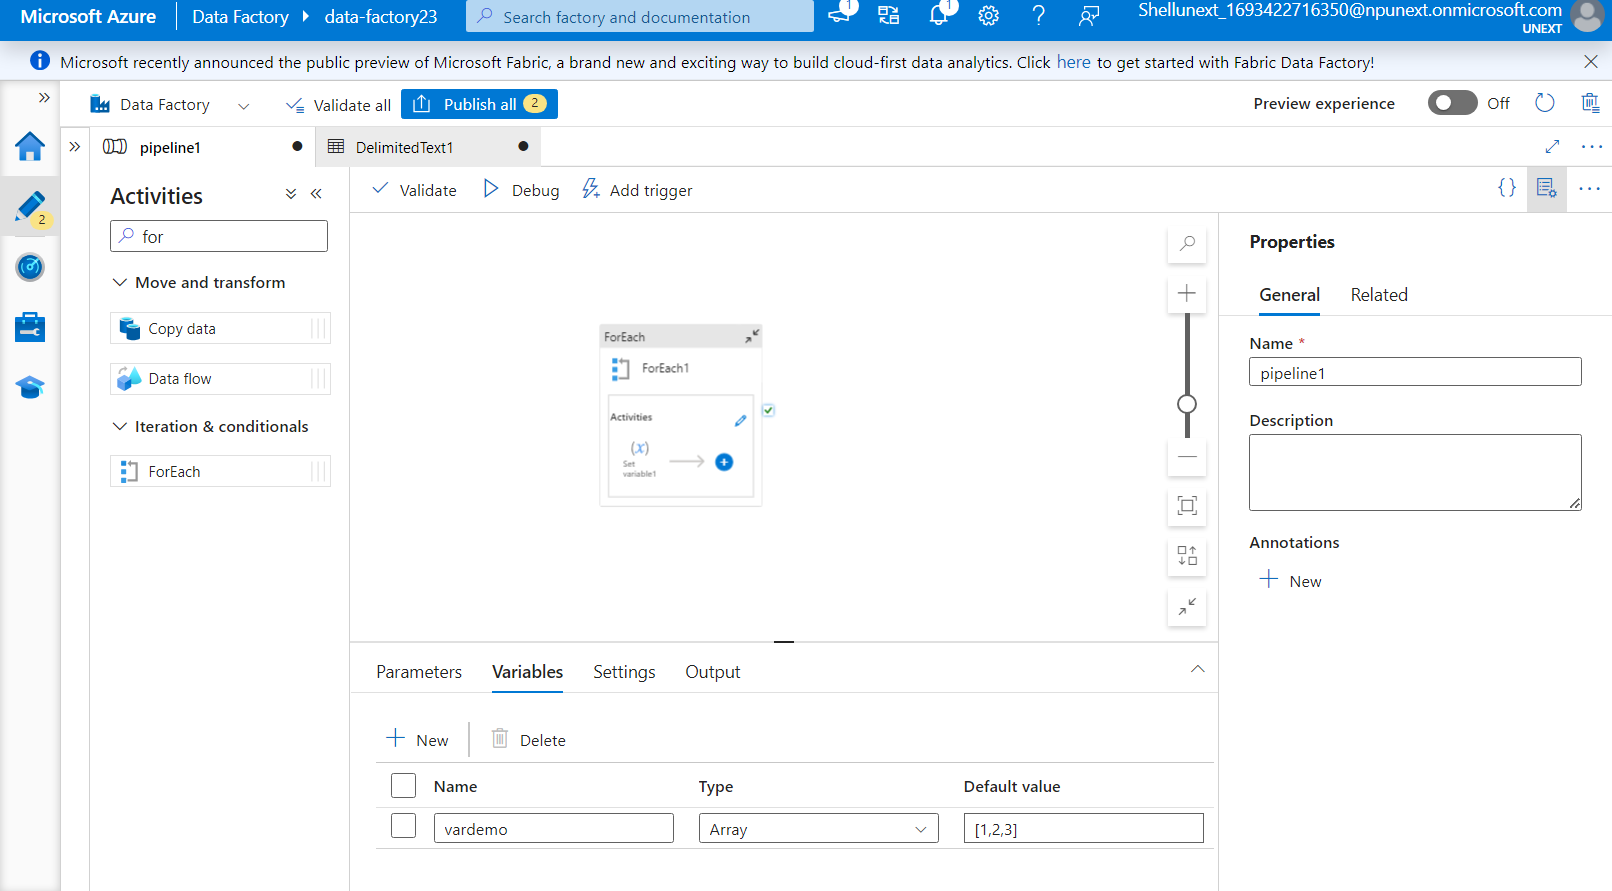 Microsoft Azure
Data Factory
data-factory23
Search factory and documentation
1
1
Shellunext_1693422716350@npunext.onmicrosoft.com
UNEXT
Microsoft recently announced the public preview of Microsoft Fabric, a brand new and exciting way to build cloud-first data analytics. Click here to get started with Fabric Data Factory!
Data Factory
Validate all
Publish all 2
Preview experience
Off
2
pipeline1
DelimitedText1
Activities
for
Move and transform
Copy data
Data flow
Iteration & conditionals
ForEach
Validate
Debug
Add trigger
ForEach
ForEach1
Activities
(x)
Set
variable1
Properties
General
Related
Name *
pipeline1
Description
Annotations
New
Parameters
Variables
Settings
Output
New
Delete
Name
Type
Default value
vardemo
Array
[1,2,3]